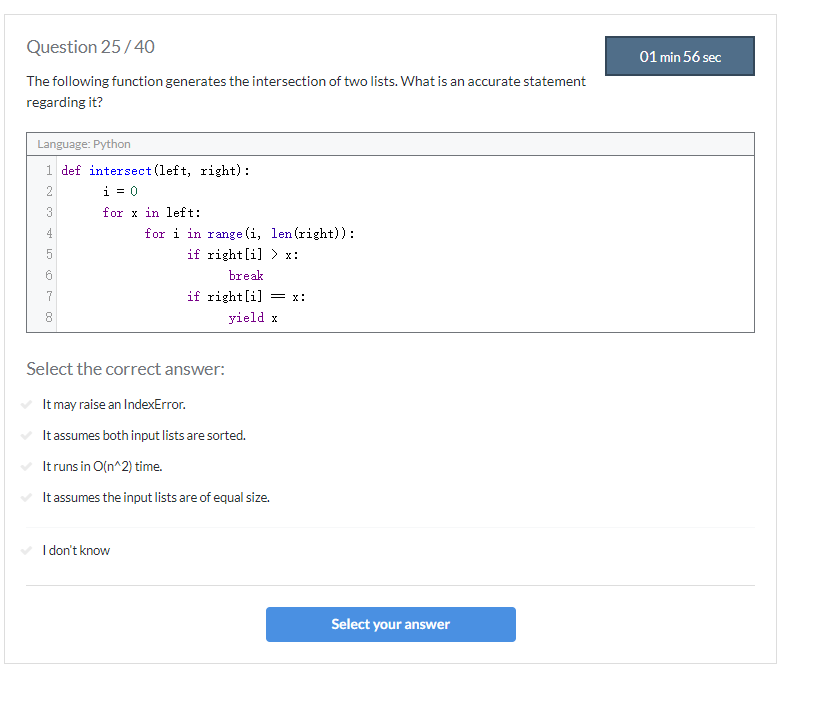 Question 25 / 40
01 min 56 sec
The following function generates the intersection of two lists. What is an accurate statement
regarding it?
Language: Python
1 def intersect(left, right):
2 i = 0
3 for x in left:
4 for i in range(i, len(right)):
5 if right[i] > x:
6 break
7 if right[i] == x:
8 yield x
Select the correct answer:
It may raise an IndexError.
It assumes both input lists are sorted.
It runs in O(n^2) time.
It assumes the input lists are of equal size.
I don't know
Select your answer